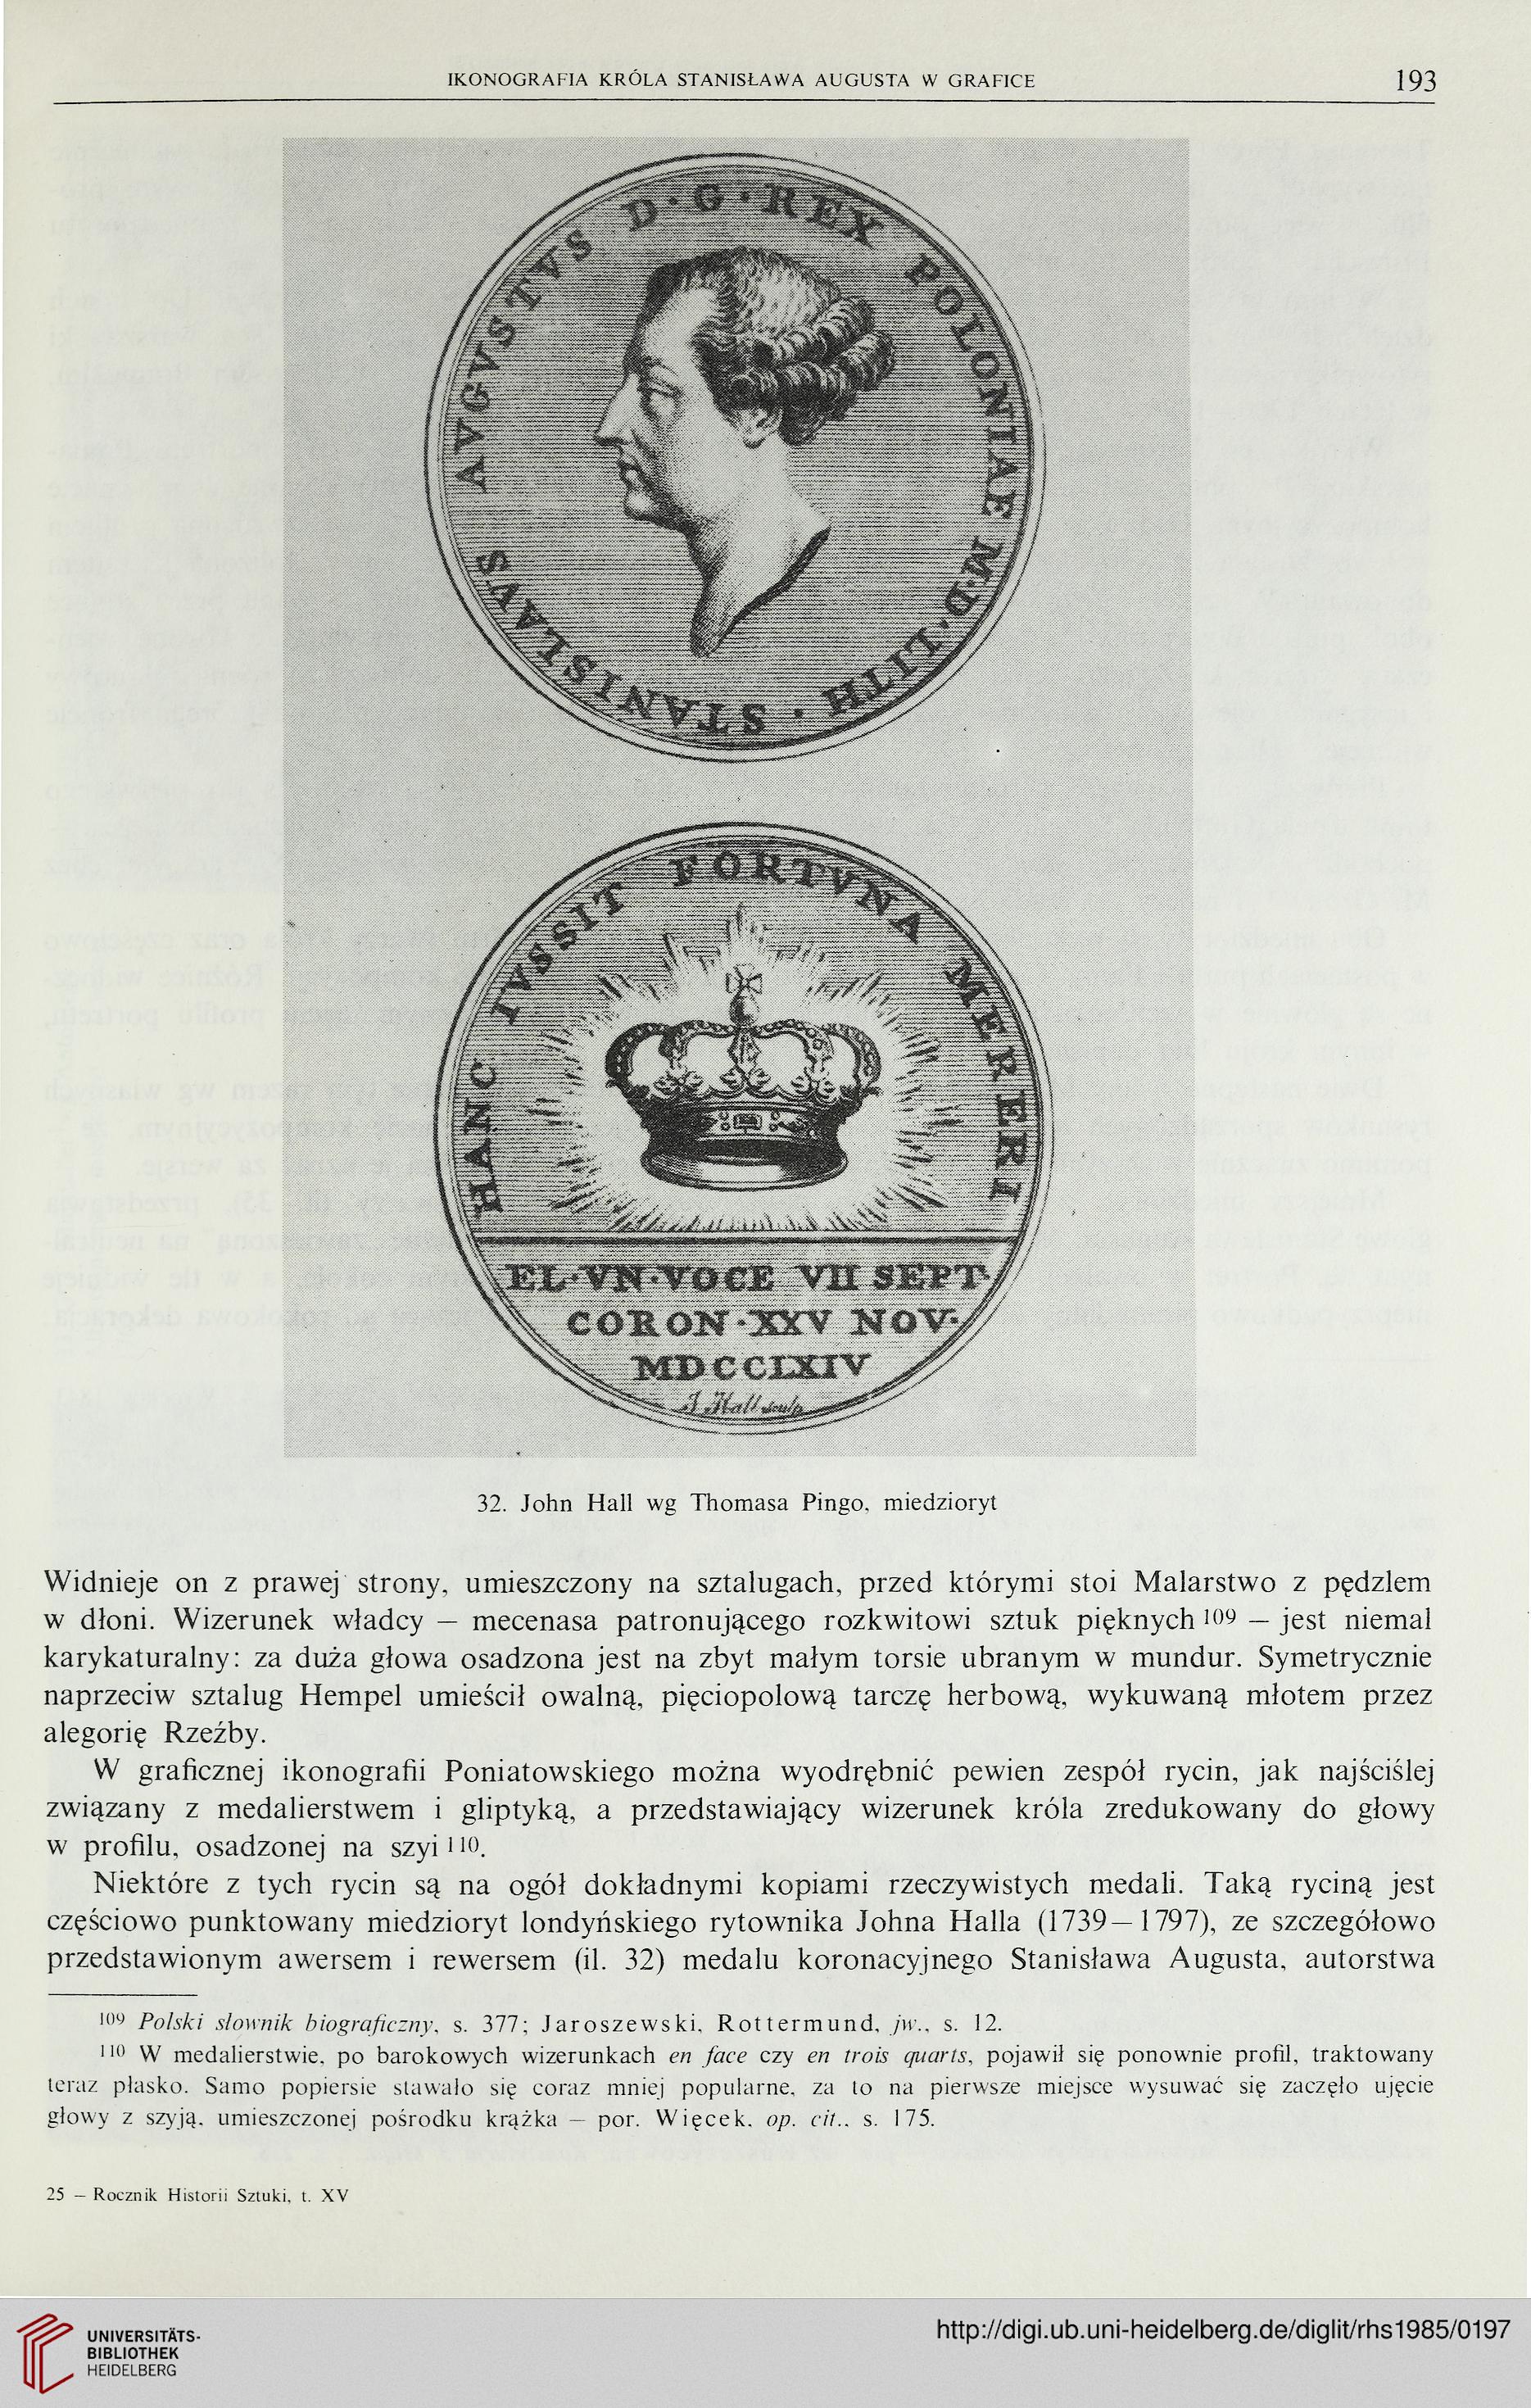 IKONOGRAFIA KRÓLA STANISŁAWA AUGUSTA W GRAFICE
193
STANISLAVS AVGVSTVS D·G·REX POLONIAE M·D·LITH·
HANC IVSSIT FORTVNA MERERI
EL·VN·VOCE VII SEPT·
CORON·XXV NOV·
MDCCLXIV
J. Hall sculp
32. John Hall wg Thomasa Pingo, miedzioryt
Widnieje on z prawej strony, umieszczony na sztalugach, przed którymi stoi Malarstwo z pędzlem
w dłoni. Wizerunek władcy — mecenasa patronującego rozkwitowi sztuk pięknych 109 — jest niemal
karykaturalny: za duża głowa osadzona jest na zbyt małym torsie ubranym w mundur. Symetrycznie
naprzeciw sztalug Hempel umieścił owalną, pięciopolową tarczę herbową, wykuwaną młotem przez
alegorię Rzeźby.
W graficznej ikonografii Poniatowskiego można wyodrębnić pewien zespół rycin, jak najściślej
związany z medalierstwem i gliptyką, a przedstawiający wizerunek króla zredukowany do głowy
w profilu, osadzonej na szyi 110.
Niektóre z tych rycin są na ogół dokładnymi kopiami rzeczywistych medali. Taką ryciną jest
częściowo punktowany miedzioryt londyńskiego rytownika Johna Halla (1739—1797), ze szczegółowo
przedstawionym awersem i rewersem (il. 32) medalu koronacyjnego Stanisława Augusta, autorstwa
109 Polski słownik biograficzny, s. 377; Jaroszewski, Rottermund, jw., s. 12.
110 W medalierstwie, po barokowych wizerunkach en face czy en trois quarts, pojawił się ponownie profil, traktowany
teraz płasko. Samo popiersie stawało się coraz mniej popularne, za to na pierwsze miejsce wysuwać się zaczęło ujęcie
głowy z szyją, umieszczonej pośrodku krążka — por. Więcek, op. cit., s. 175.
25 — Rocznik Historii Sztuki, t. XV
UNIVERSITÄTS-
BIBLIOTHEK
HEIDELBERG
http://digi.ub.uni-heidelberg.de/diglit/rhs1985/0197